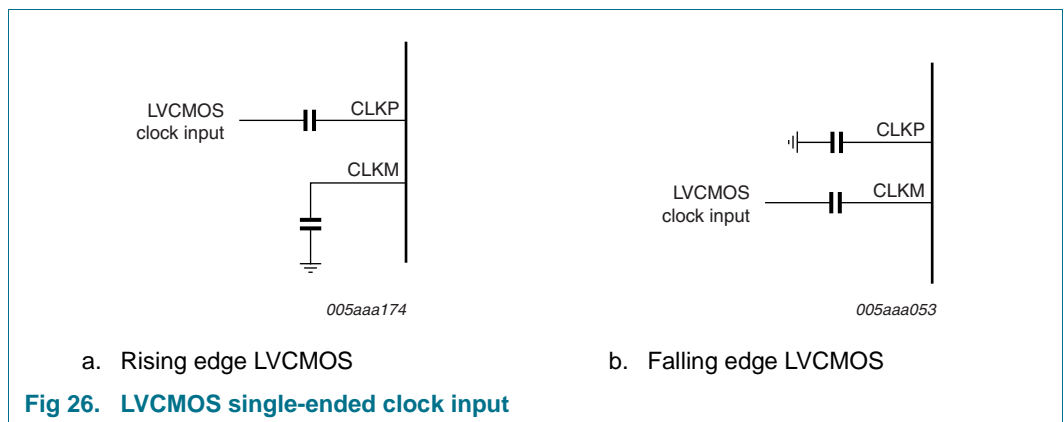 LVCMOS
clock input
CLKP
CLKM
005aaa174
a. Rising edge LVCMOS
CLKP
LVCMOS
clock input
CLKM
005aaa053
b. Falling edge LVCMOS
Fig 26. LVCMOS single-ended clock input